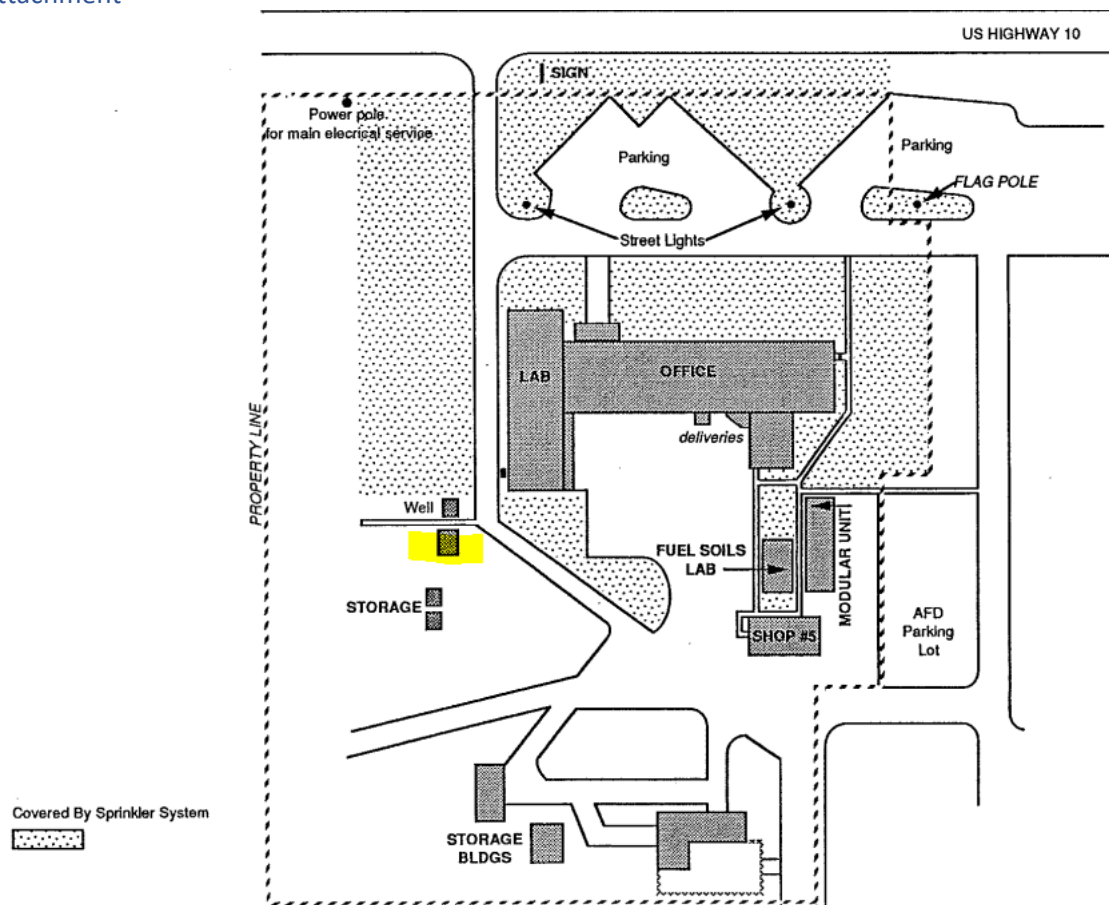 US HIGHWAY 10
SIGN
Power pole
for main elecrical service
Parking
Parking
FLAG POLE
Street Lights
LAB
OFFICE
deliveries
PROPERTY LINE
Well
FUEL SOILS
LAB
MODULAR UNIT
STORAGE
AFD
Parking
Lot
SHOP #5
Covered By Sprinkler System
STORAGE
BLDGS